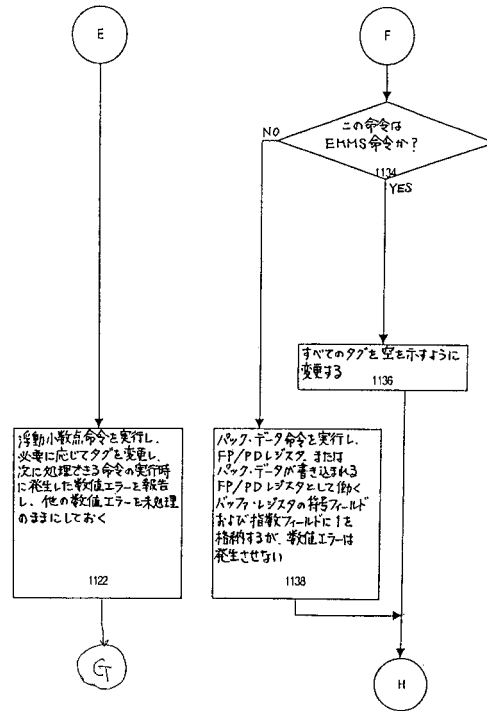 E
F
この命令は
EMMS命令か?
1134
NO
YES
すべてのタグを空を示すように
変更する
1136
浮動小数点命令を実行し、
必要に応じてタグを変更し、
次に処理できる命令の実行時
に発生した数値エラーを報告
し、他の数値エラーを未処理
のままにしておく
1122
パック・データ命令を実行し、
FP/PDレジスタ、または
パック・データが書き込まれる
FP/PDレジスタとして働く
バッファ・レジスタの符号フィールド
および指数フィールドに1を
格納するが、数値エラーは
発生させない
1138
G
H